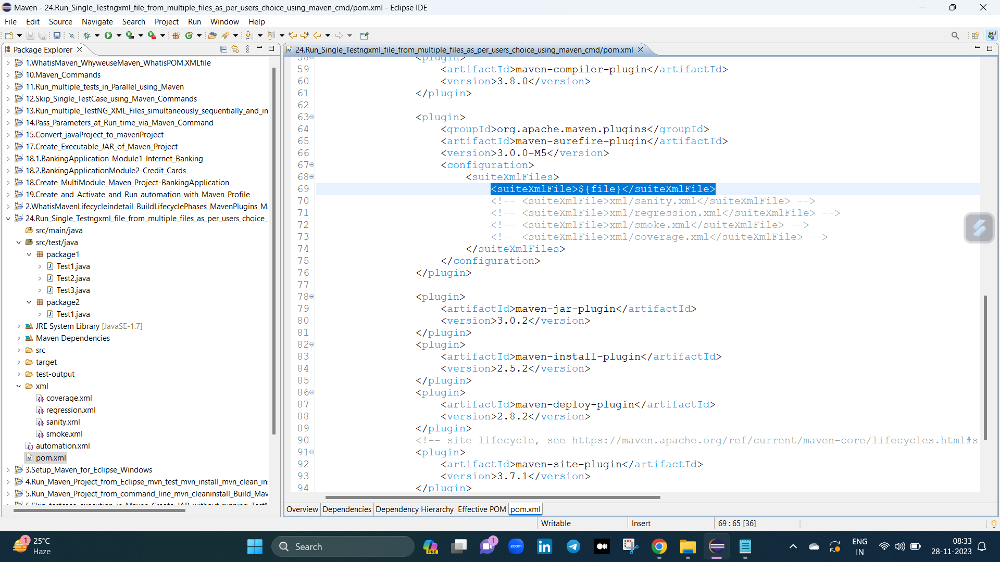 Maven - 24.Run_Single_Testngxml_file_from_multiple_files_as_per_users_choice_using_maven_cmd/pom.xml - Eclipse IDE
File Edit Source Navigate Search Project Run Window Help
Package Explorer
1.WhatisMaven_WhyweuseMaven_WhatisPOM.XMLfile
10.Maven_Commands
11.Run_multiple_tests_in_Parallel_using_Maven
12.Skip_Single_TestCase_using_Maven_Commands
13.Run_multiple_TestNG_XML_Files_simultaneously_sequentially_and_in
14.Pass_Parameters_at_Run_time_via_Maven_Command
15.Convert_javaProject_to_mavenProject
17.Create_Executable_JAR_of_Maven_Project
18.1.BankingApplication-Module1-Internet_Banking
18.2.BankingApplicationModule2-Credit_Cards
18.Create_MultiModule_Maven_Project-BankingApplication
19.Create_and_Activate_and_Run_automation_with_Maven_Profile
2.WhatisMavenLifecycleindetail_BuildLifecyclePhases_MavenPlugins_M
24.Run_Single_Testngxml_file_from_multiple_files_as_per_users_choice_
src/main/java
src/test/java
package1
Test1.java
Test2.java
Test3.java
package2
Test1.java
JRE System Library [JavaSE-1.7]
Maven Dependencies
src
target
test-output
xml
coverage.xml
regression.xml
sanity.xml
smoke.xml
automation.xml
pom.xml
3.Setup_Maven_for_Eclipse_Windows
4.Run_Maven_Project_from_Eclipse_mvn_test_mvn_install_mvn_clean_ins
5.Run_Maven_Project_from_command_line_mvn_cleaninstall_Build_Mav
24.Run_Single_Testngxml_file_from_multiple_files_as_per_users_choice_using_maven_cmd/pom.xml
58 <plugin>
59 <artifactId>maven-compiler-plugin</artifactId>
60 <version>3.8.0</version>
61 </plugin>
62
63 <plugin>
64 <groupId>org.apache.maven.plugins</groupId>
65 <artifactId>maven-surefire-plugin</artifactId>
66 <version>3.0.0-M5</version>
67 <configuration>
68 <suiteXmlFiles>
69 <suiteXmlFile>${file}</suiteXmlFile>
70 <!-- <suiteXmlFile>xml/sanity.xml</suiteXmlFile> -->
71 <!-- <suiteXmlFile>xml/regression.xml</suiteXmlFile> -->
72 <!-- <suiteXmlFile>xml/smoke.xml</suiteXmlFile> -->
73 <!-- <suiteXmlFile>xml/coverage.xml</suiteXmlFile> -->
74 </suiteXmlFiles>
75 </configuration>
76 </plugin>
77
78 <plugin>
79 <artifactId>maven-jar-plugin</artifactId>
80 <version>3.0.2</version>
81 </plugin>
82 <plugin>
83 <artifactId>maven-install-plugin</artifactId>
84 <version>2.5.2</version>
85 </plugin>
86 <plugin>
87 <artifactId>maven-deploy-plugin</artifactId>
88 <version>2.8.2</version>
89 </plugin>
90 <!-- site lifecycle, see https://maven.apache.org/ref/current/maven-core/lifecycles.html#s
91 <plugin>
92 <artifactId>maven-site-plugin</artifactId>
93 <version>3.7.1</version>
94 </plugin>
Overview Dependencies Dependency Hierarchy Effective POM pom.xml
Writable Insert 69 : 65 [36]
1
25°C
Haze
Search
PRE
1
zoom
in
ENG
IN
08:33
28-11-2023